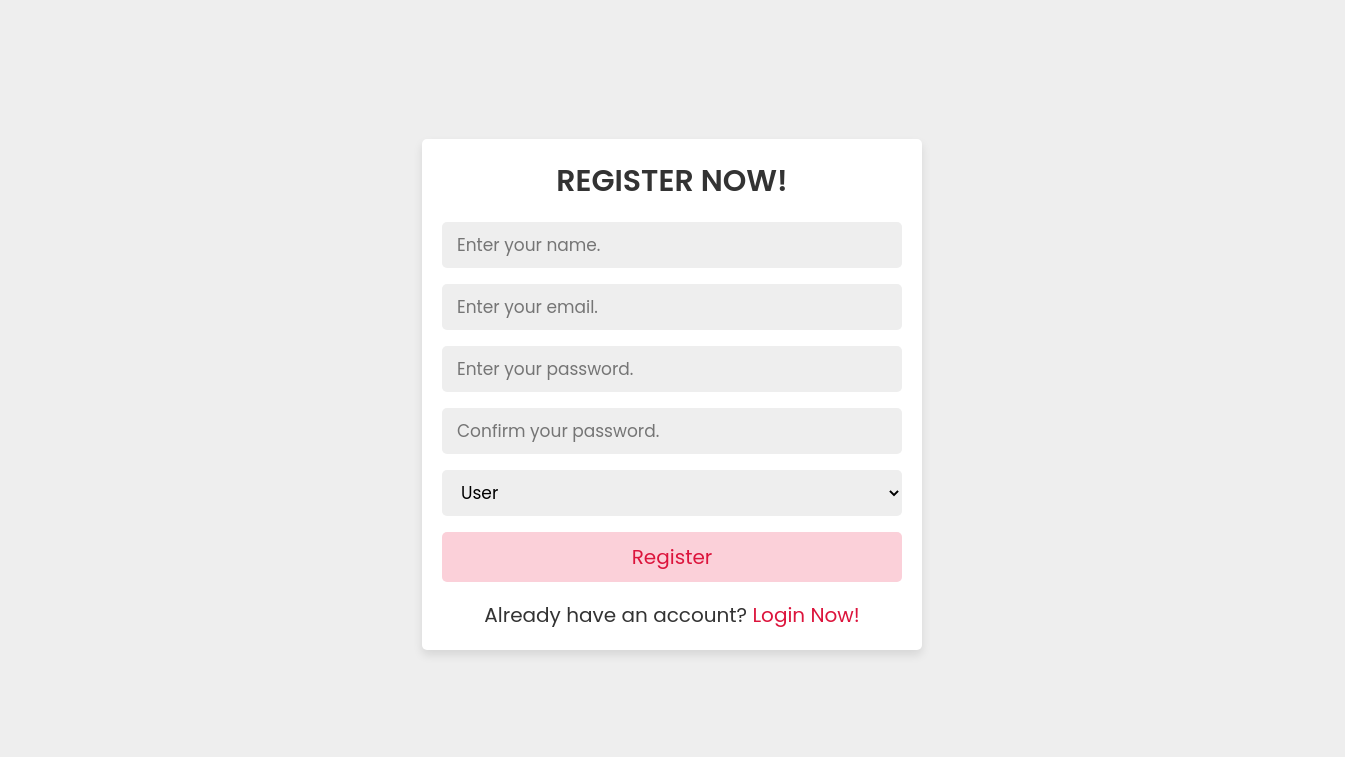 REGISTER NOW!
Enter your name.
Enter your email.
Enter your password.
Confirm your password.
User
Register
Already have an account? Login Now!